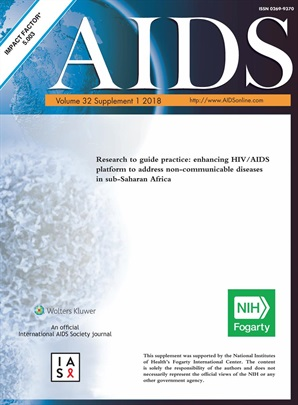 ISSN 0269-9370
IMPACT FACTOR*
5.003
AIDS
Volume 32 Supplement 1 2018
http://www.AIDSonline.com
Research to guide practice: enhancing HIV/AIDS
platform to address non-communicable diseases
in sub-Saharan Africa
Wolters Kluwer
An official
International AIDS Society journal
NIH
Fogarty
I A
S
This supplement was supported by the National Institutes
of Health's Fogarty International Center. The content
is solely the responsibility of the authors and does not
necessarily represent the official views of the NIH or any
other government agency.